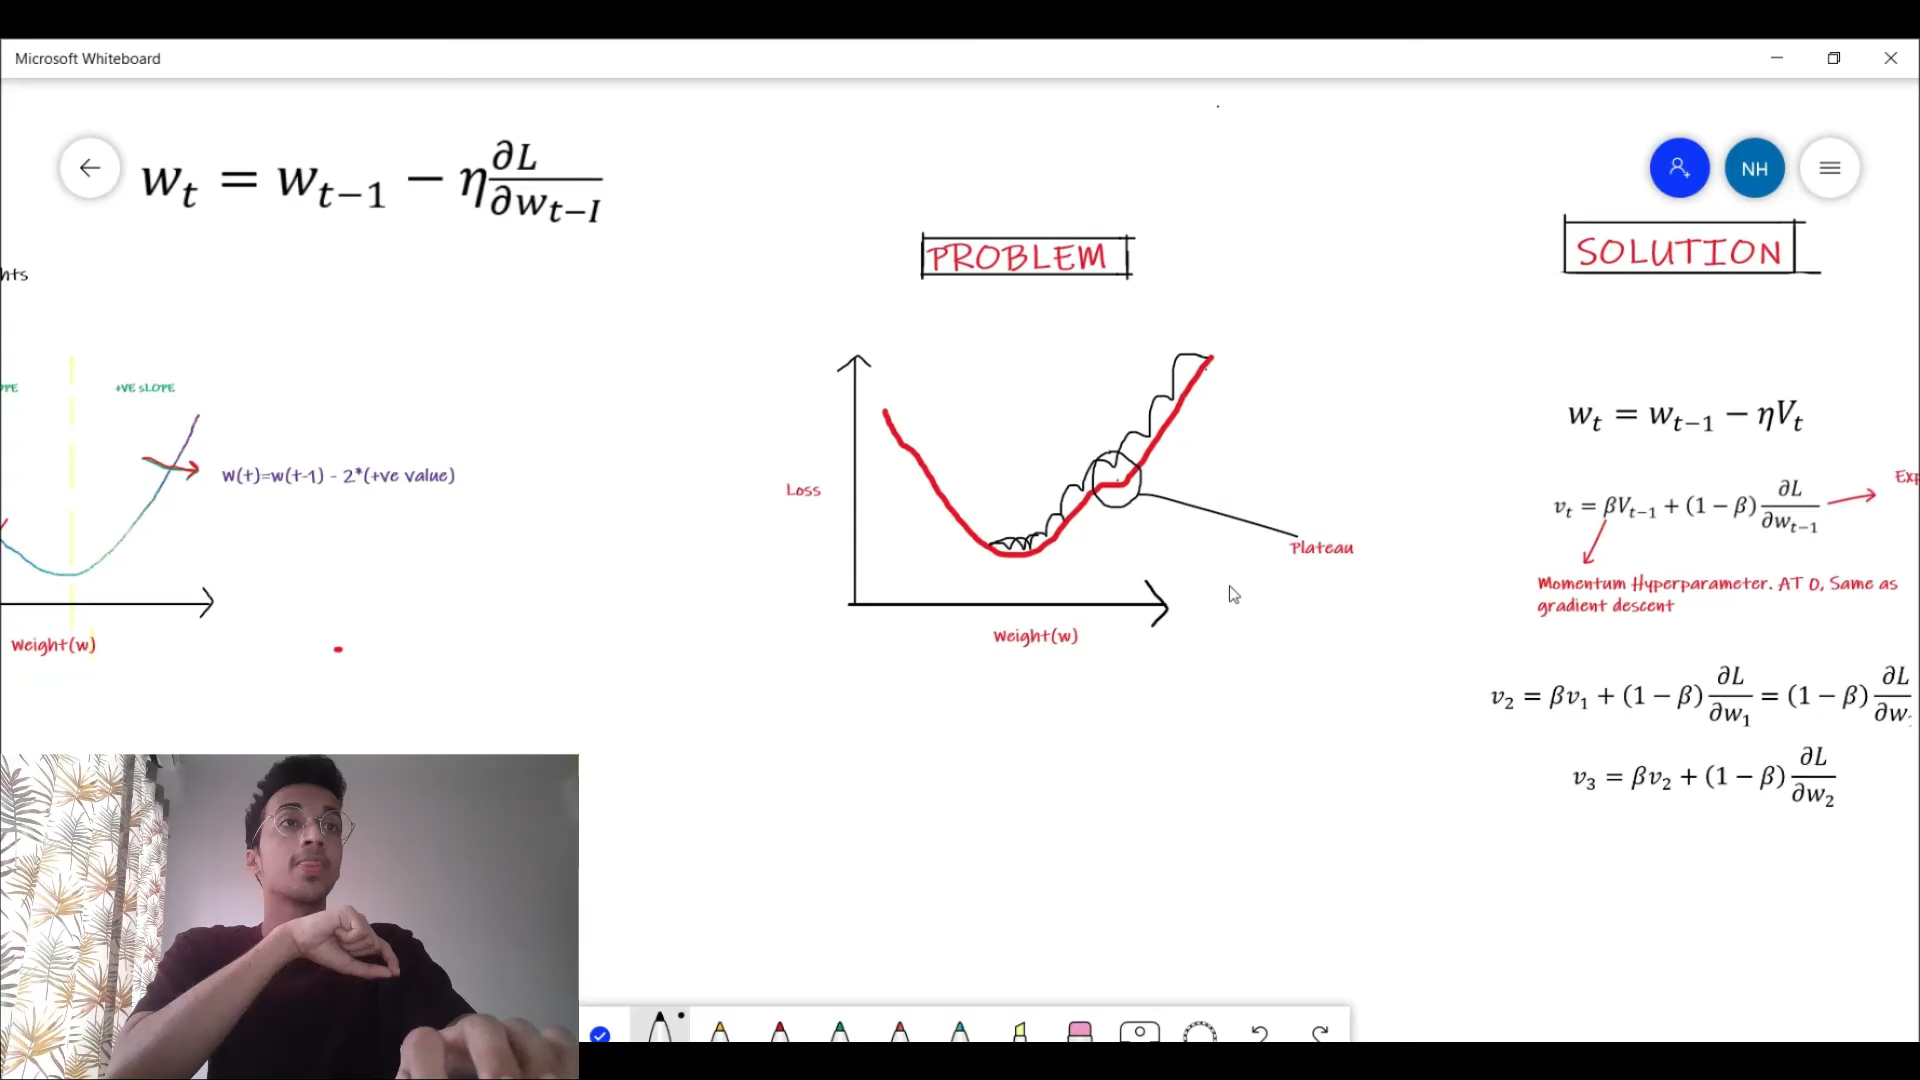 Microsoft Whiteboard
NH
w_t = w_{t-1} - η ∂L/∂w_{t-I}
PROBLEM
SOLUTION
+VE SLOPE
w(t)=w(t-1) - 2*(+ve value)
Weight(w)
Loss
Plateau
Weight(w)
w_t = w_{t-1} - ηV_t
v_t = βV_{t-1} + (1 - β) ∂L/∂w_{t-1}
Momentum Hyperparameter. AT 0, Same as
gradient descent
v_2 = βv_1 + (1 - β) ∂L/∂w_1 = (1 - β) ∂L/∂w
v_3 = βv_2 + (1 - β) ∂L/∂w_2